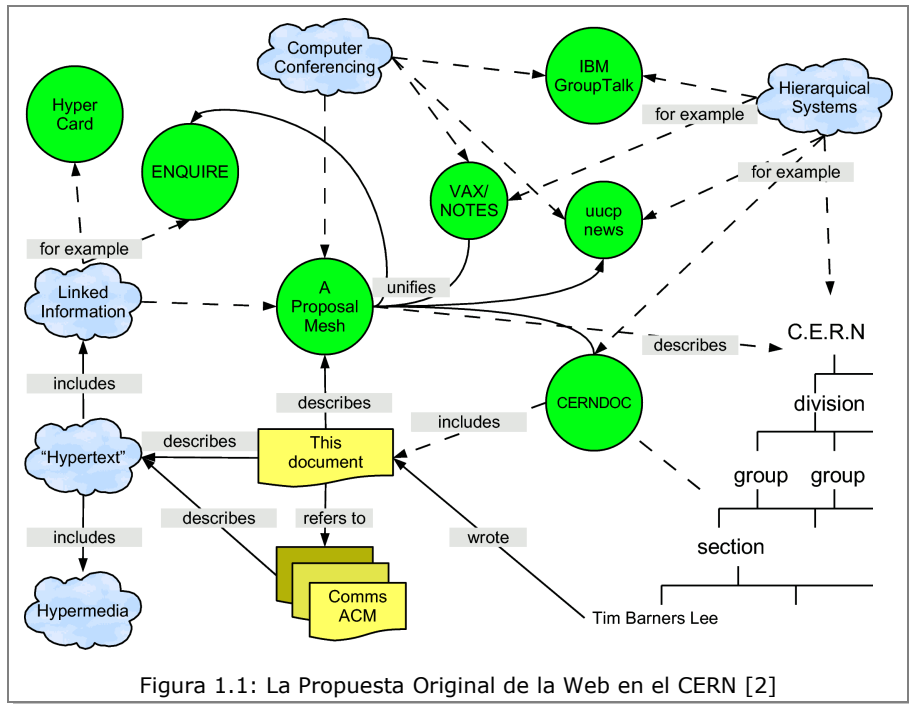 Computer
Conferencing
IBM
GroupTalk
Hierarquical
Systems
Hyper
Card
for example
ENQUIRE
for example
VAX/
NOTES
uucp
news
for example
Linked
Information
A
Proposal
Mesh
unifies
C.E.R.N
describes
includes
describes
CERNDOC
division
includes
"Hypertext"
describes
This
document
group
group
describes
refers to
includes
wrote
section
Hypermedia
Comms
ACM
Tim Barners Lee
Figura 1.1: La Propuesta Original de la Web en el CERN [2]